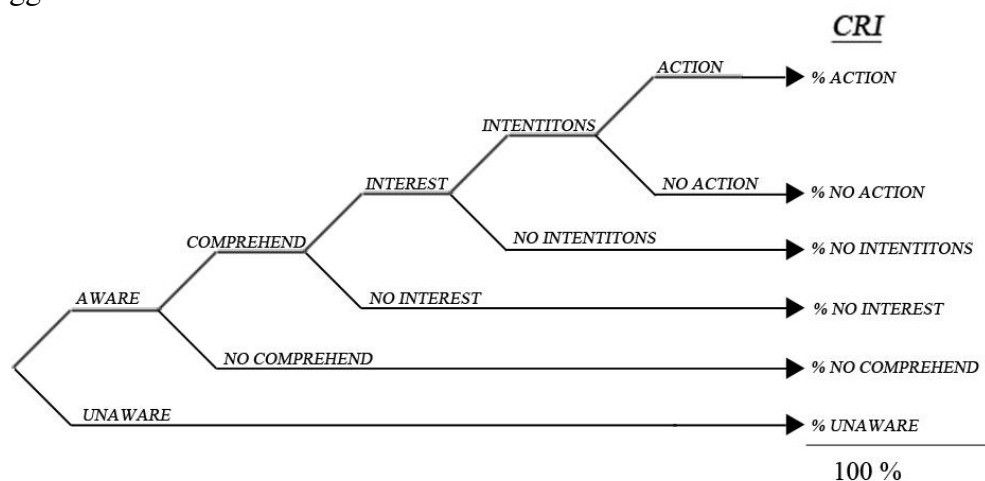 gg
CRI
ACTION
% ACTION
INTENTITONS
INTEREST
NO ACTION
% NO ACTION
COMPREHEND
NO INTENTITONS
% NO INTENTITONS
AWARE
NO INTEREST
% NO INTEREST
NO COMPREHEND
% NO COMPREHEND
UNAWARE
% UNAWARE
100 %